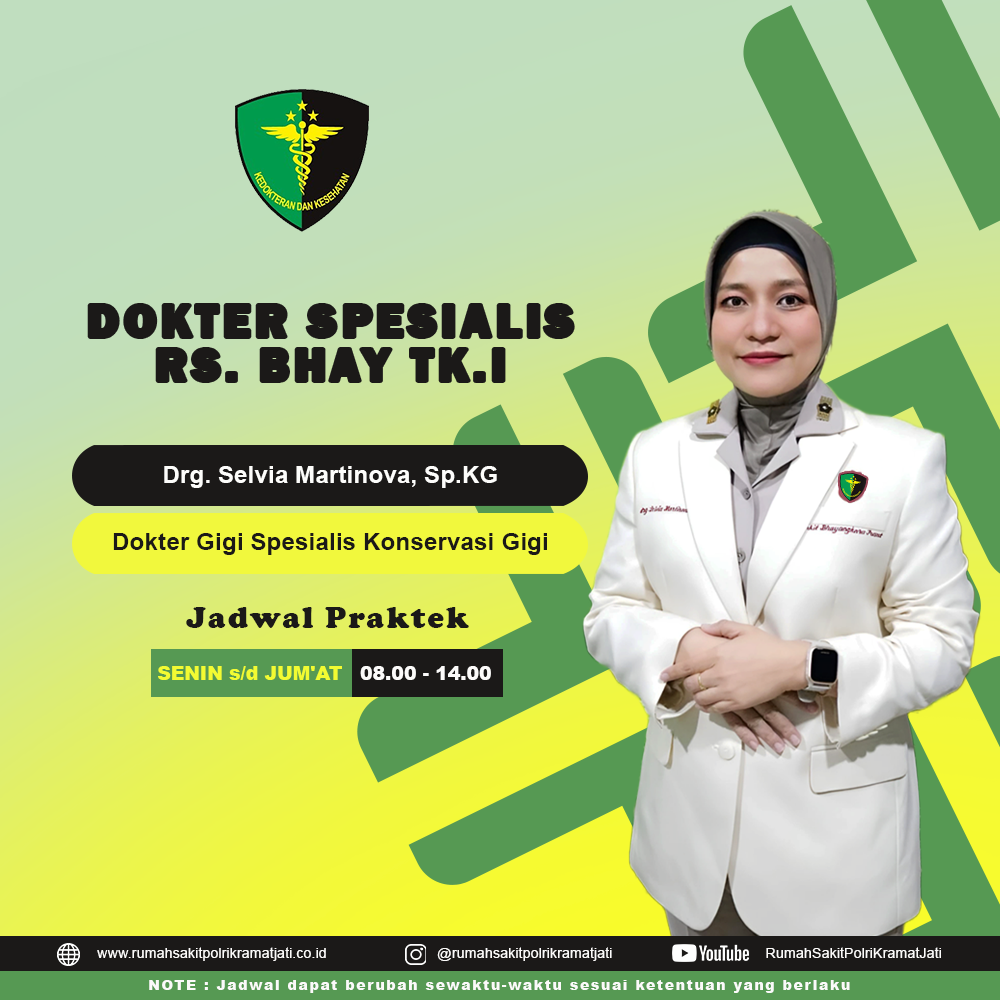 KEDOKTERAN DAN KESEHATAN
DOKTER SPESIALIS
RS. BHAY TK.I
Drg. Selvia Martinova, Sp.KG
Dokter Gigi Spesialis Konservasi Gigi
Jadwal Praktek
SENIN s/d JUM'AT 08.00 - 14.00
www.rumahsakitpolrikramatjati.co.id @rumahsakitpolrikramatjati YouTube RumahSakitPolriKramatJati
NOTE : Jadwal dapat berubah sewaktu-waktu sesuai ketentuan yang berlaku